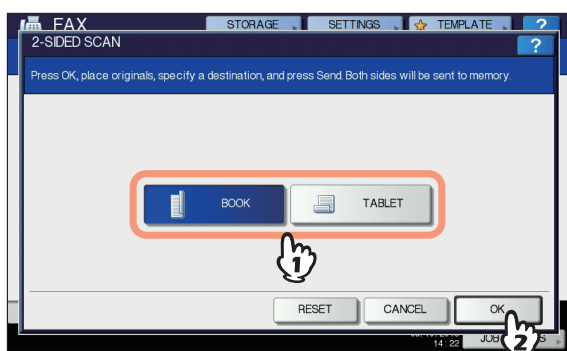 FAX STORAGE SETTINGS TEMPLATE ?
2-SIDED SCAN ?
Press OK, place originals, specify a destination, and press Send. Both sides will be sent to memory.
BOOK TABLET
1
RESET CANCEL OK
2
14:22 JOB